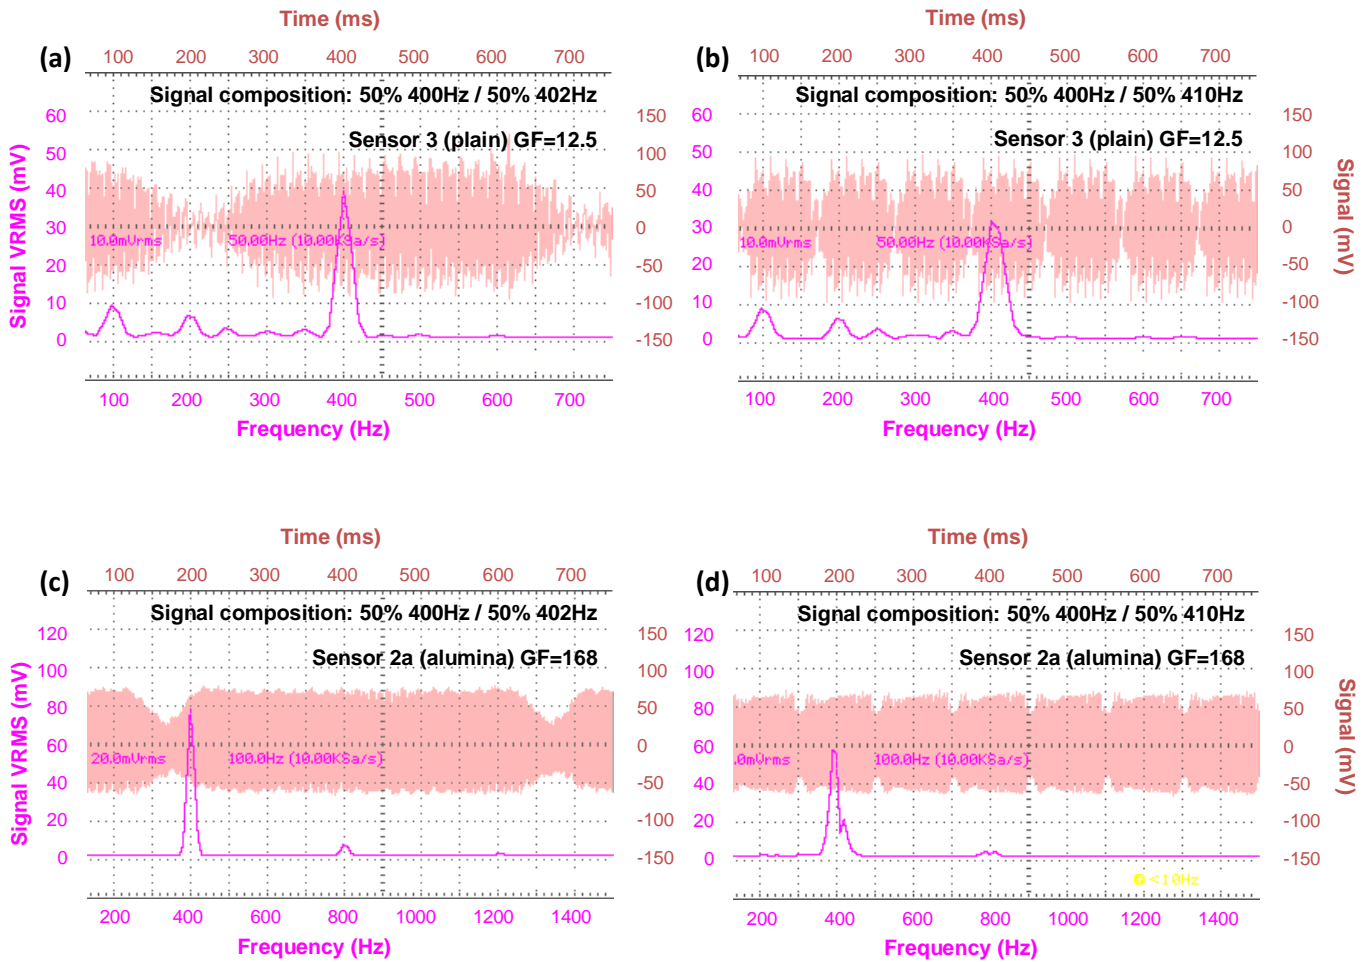 Time (ms)
(a)
100 200 300 400 500 600 700
Signal composition: 50% 400Hz / 50% 402Hz
Sensor 3 (plain) GF=12.5
60
50
40
30
20
10
0
Signal VRMS (mV)
150
100
50
0
-50
-100
-150
10.0mVrms
50.00Hz (10.00KSa/s)
100 200 300 400 500 600 700
Frequency (Hz)
Time (ms)
(b)
100 200 300 400 500 600 700
Signal composition: 50% 400Hz / 50% 410Hz
Sensor 3 (plain) GF=12.5
60
50
40
30
20
10
0
150
100
50
0
-50
-100
-150
Signal (mV)
10.0mVrms
50.00Hz (10.00KSa/s)
100 200 300 400 500 600 700
Frequency (Hz)
Time (ms)
(c)
100 200 300 400 500 600 700
Signal composition: 50% 400Hz / 50% 402Hz
Sensor 2a (alumina) GF=168
120
100
80
60
40
20
0
Signal VRMS (mV)
150
100
50
0
-50
-100
-150
20.0mVrms
100.0Hz (10.00KSa/s)
200 400 600 800 1000 1200 1400
Frequency (Hz)
Time (ms)
(d)
100 200 300 400 500 600 700
Signal composition: 50% 400Hz / 50% 410Hz
Sensor 2a (alumina) GF=168
120
100
80
60
40
20
0
150
100
50
0
-50
-100
-150
Signal (mV)
.0mVrms
100.0Hz (10.00KSa/s)
<10Hz
200 400 600 800 1000 1200 1400
Frequency (Hz)